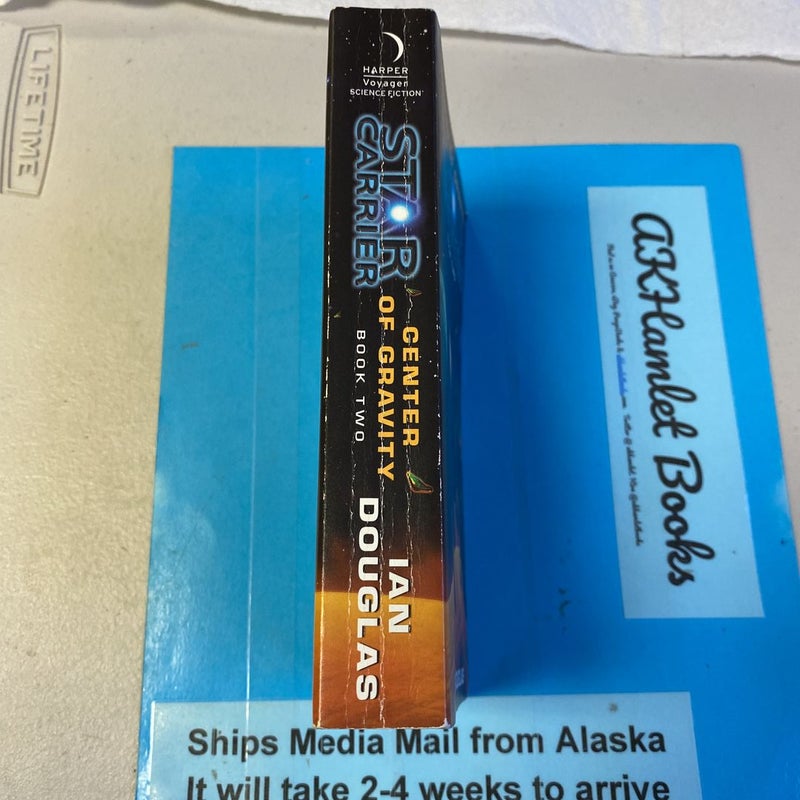 LIFETIME
HARPER
Voyager
SCIENCE FICTION
STAR
CARRIER
CENTER
OF GRAVITY
BOOK TWO
IAN
DOUGLAS
AKHamlet Books
Ships Media Mail from Alaska
It will take 2-4 weeks to arrive